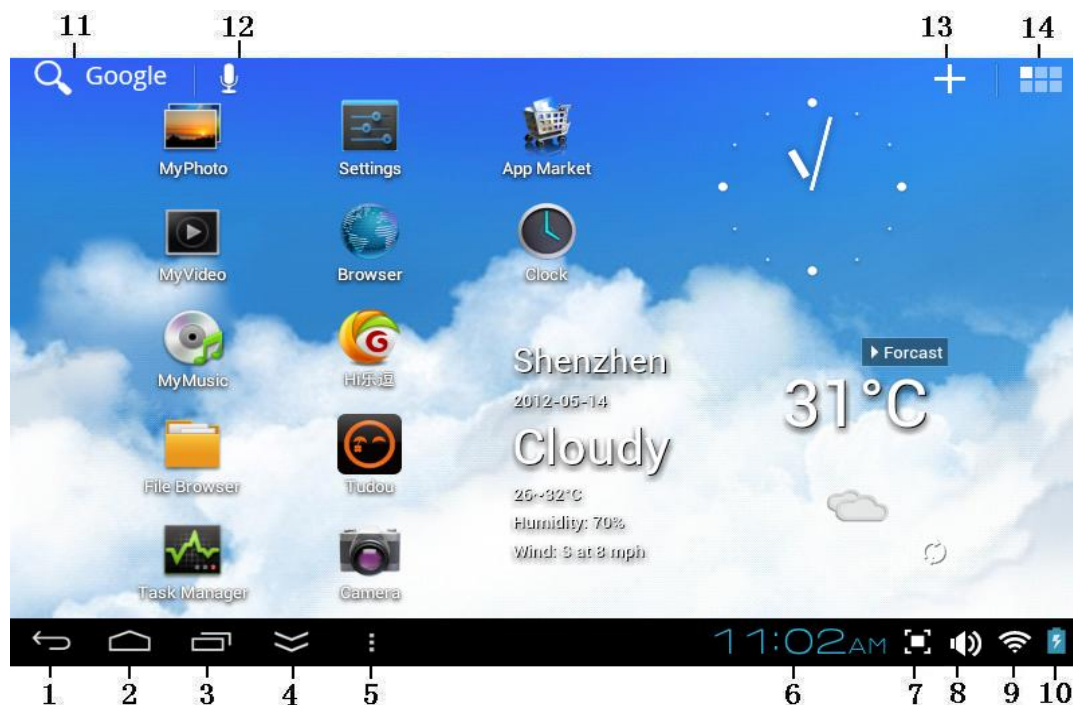 11 12 13 14
Google
MyPhoto Settings App Market
MyVideo Browser Clock
Forcast
Shenzhen
MyMusic Hi乐逗
31°C
2012-05-14
Cloudy
File Browser Tudou
26~32°C
Humidity: 70%
Wind: S at 8 mph
Task Manager Camera
11:02AM
1 2 3 4 5 6 7 8 9 10